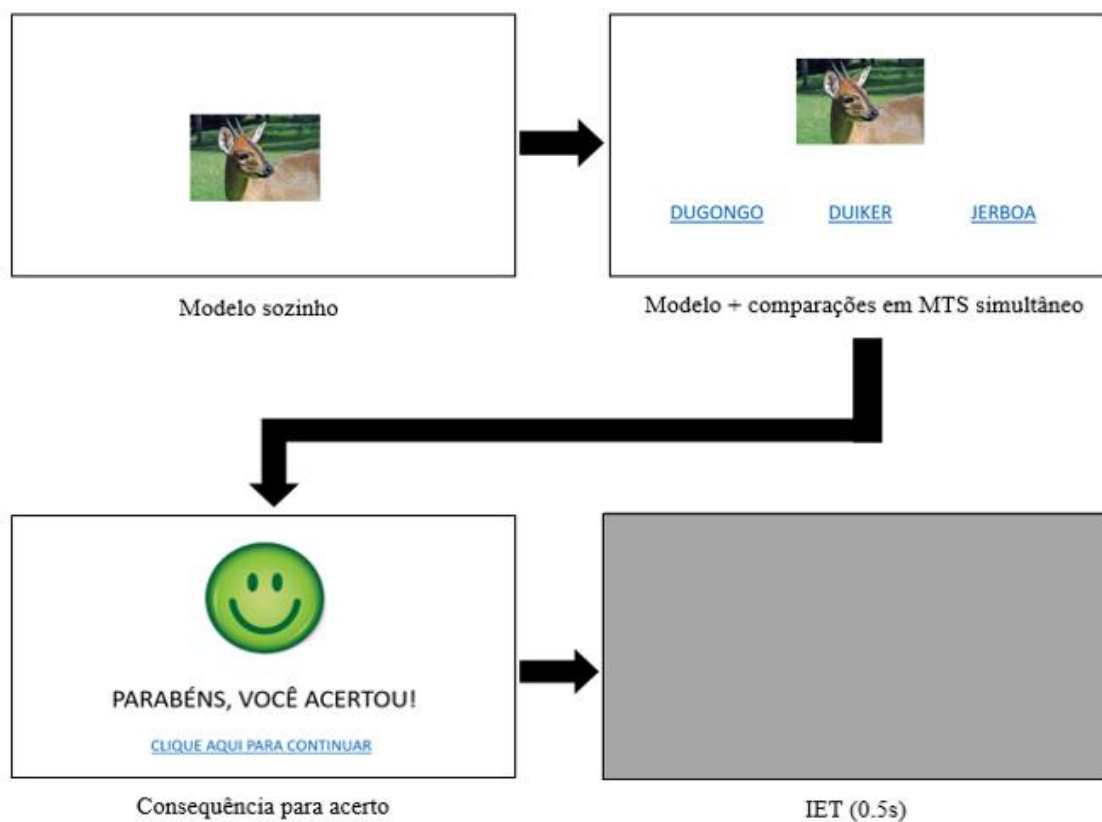 Modelo sozinho
DUGONGO DUIKER JERBOA
Modelo + comparações em MTS simultâneo
PARABÉNS, VOCÊ ACERTOU!
CLIQUE AQUI PARA CONTINUAR
Consequência para acerto
IET (0.5s)